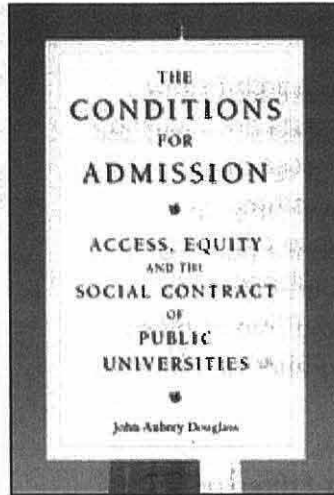 THE
CONDITIONS
FOR
ADMISSION
ACCESS, EQUITY
AND THE
SOCIAL CONTRACT
OF
PUBLIC
UNIVERSITIES
John Aubrey Douglass